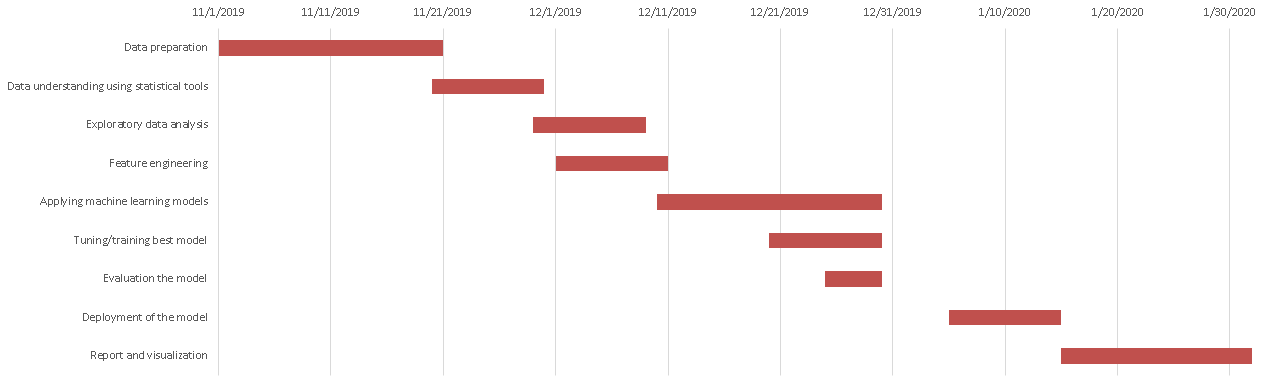 11/1/2019 11/11/2019 11/21/2019 12/1/2019 12/11/2019 12/21/2019 12/31/2019 1/10/2020 1/20/2020 1/30/2020
Data preparation
Data understanding using statistical tools
Exploratory data analysis
Feature engineering
Applying machine learning models
Tuning/training best model
Evaluation the model
Deployment of the model
Report and visualization